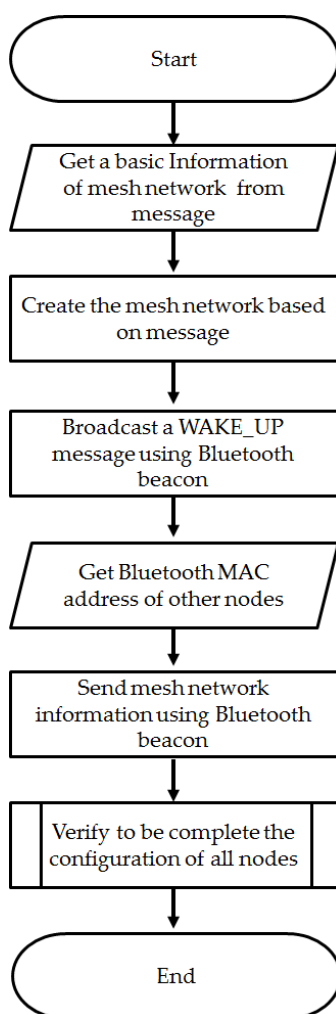 Start
Get a basic Information
of mesh network from
message
Create the mesh network based
on message
Broadcast a WAKE_UP
message using Bluetooth
beacon
Get Bluetooth MAC
address of other nodes
Send mesh network
information using Bluetooth
beacon
Verify to be complete the
configuration of all nodes
End